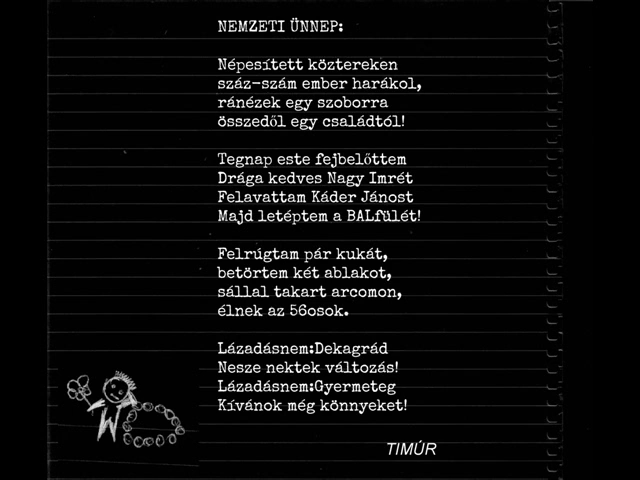 NEMZETI ÜNNEP:
Népesített köztereken
száz-szám ember harákol,
ránézek egy szoborra
összedől egy családtól!
Tegnap este fejbelőttem
Drága kedves Nagy Imrét
Felavattam Káder Jánost
Majd letéptem a BALfülét!
Felrúgtam pár kukát,
betörtem két ablakot,
sállal takart arcomon,
élnek az 56osok.
Lázadásnem:Dekagrád
Nesze nektek változás!
Lázadásnem:Gyermeteg
Kívánok még könnyeket!
TIMÚR